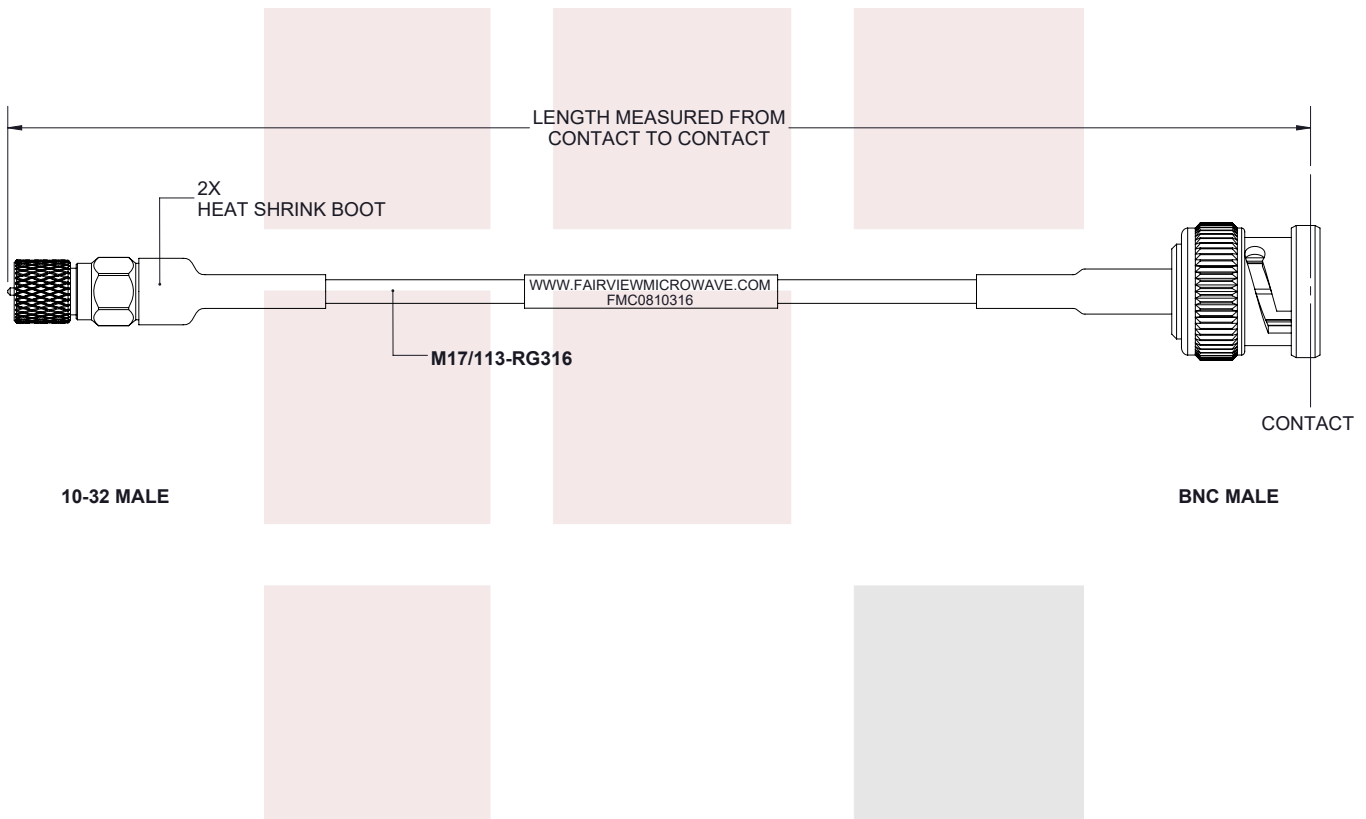 LENGTH MEASURED FROM
CONTACT TO CONTACT
2X
HEAT SHRINK BOOT
WWW.FAIRVIEWMICROWAVE.COM
FMC0810316
M17/113-RG316
CONTACT
10-32 MALE
BNC MALE